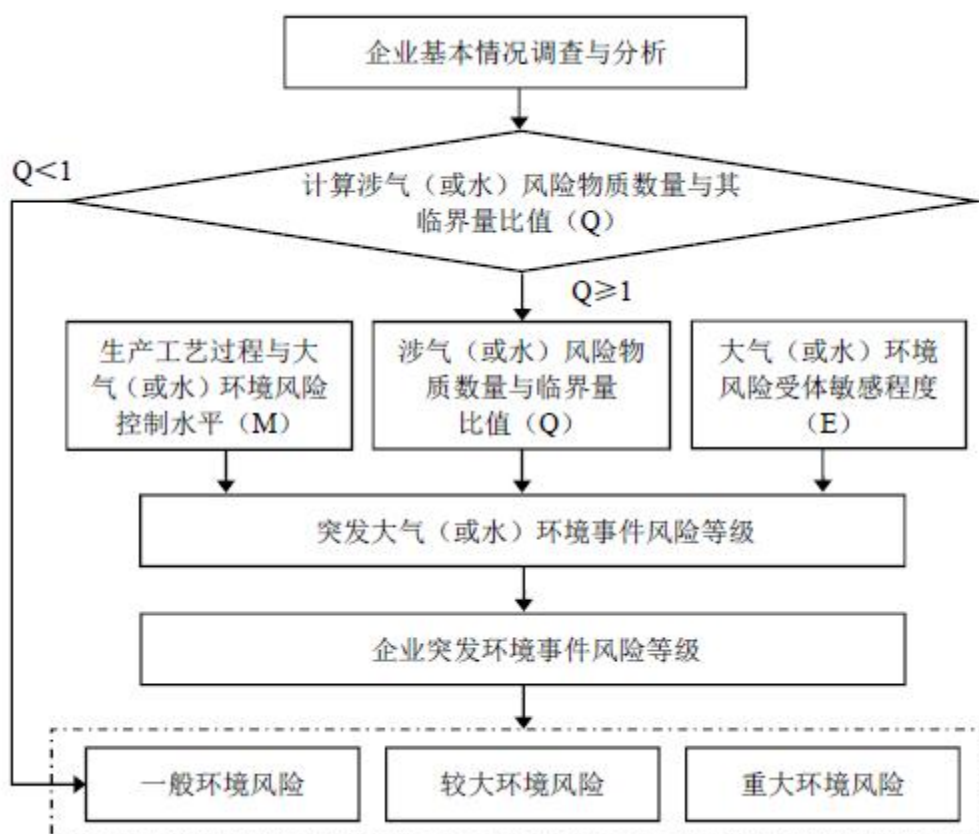 企业基本情况调查与分析
Q＜1
计算涉气（或水）风险物质数量与其
临界量比值（Q）
Q≥1
生产工艺过程与大
气（或水）环境风险
控制水平（M）
涉气（或水）风险物
质数量与临界量
比值（Q）
大气（或水）环境
风险受体敏感程度
（E）
突发大气（或水）环境事件风险等级
企业突发环境事件风险等级
一般环境风险
较大环境风险
重大环境风险